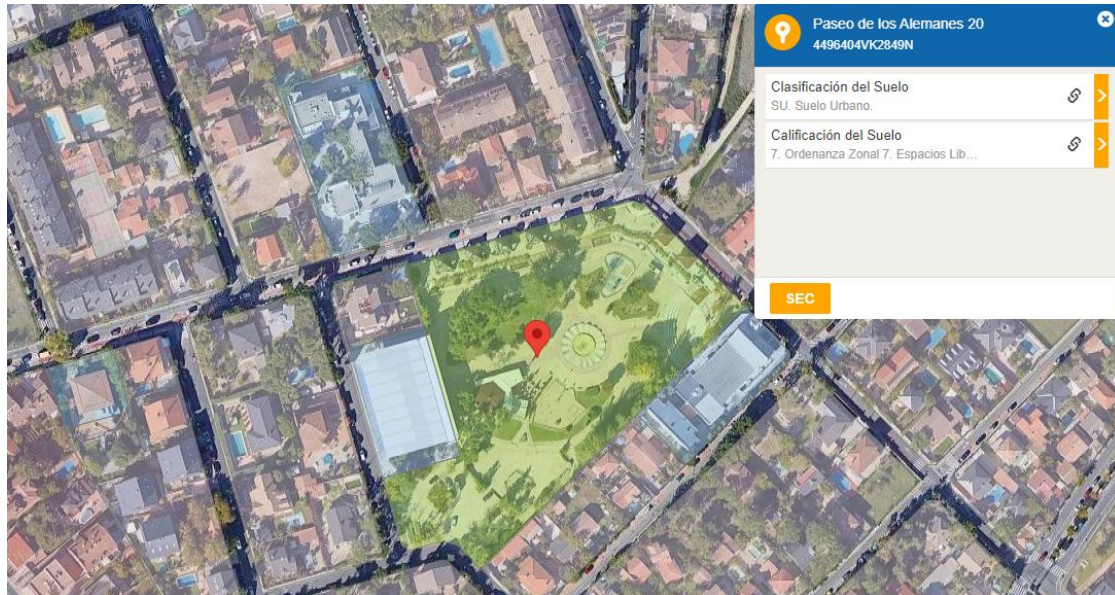 Paseo de los Alemanes 20
4496404VK2849N
Clasificación del Suelo
SU. Suelo Urbano.
Calificación del Suelo
7. Ordenanza Zonal 7. Espacios Lib...
SEC